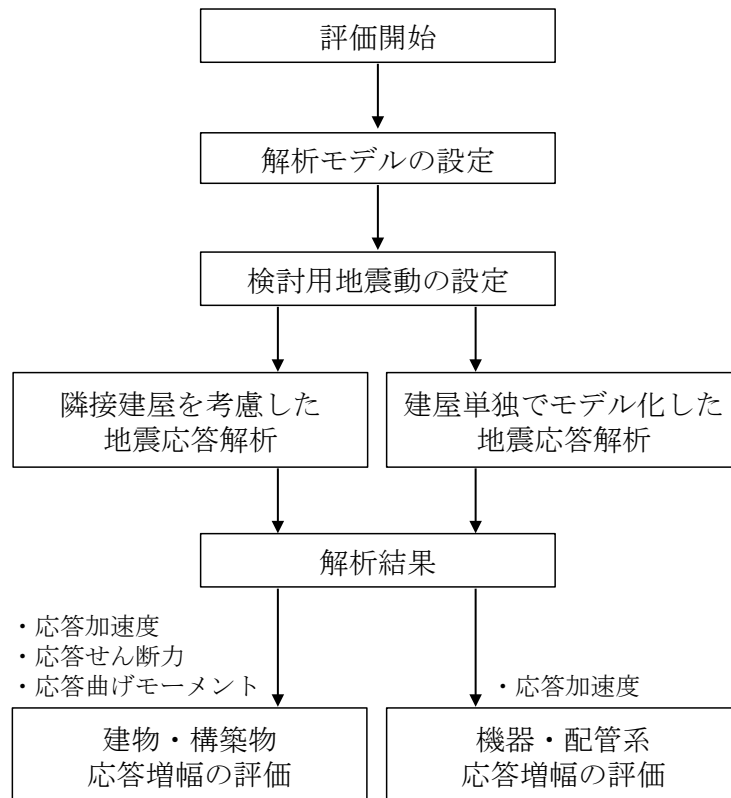 評価開始
解析モデルの設定
検討用地震動の設定
隣接建屋を考慮した
地震応答解析
建屋単独でモデル化した
地震応答解析
解析結果
・応答加速度
・応答せん断力
・応答曲げモーメント
・応答加速度
建物・構築物
応答増幅の評価
機器・配管系
応答増幅の評価